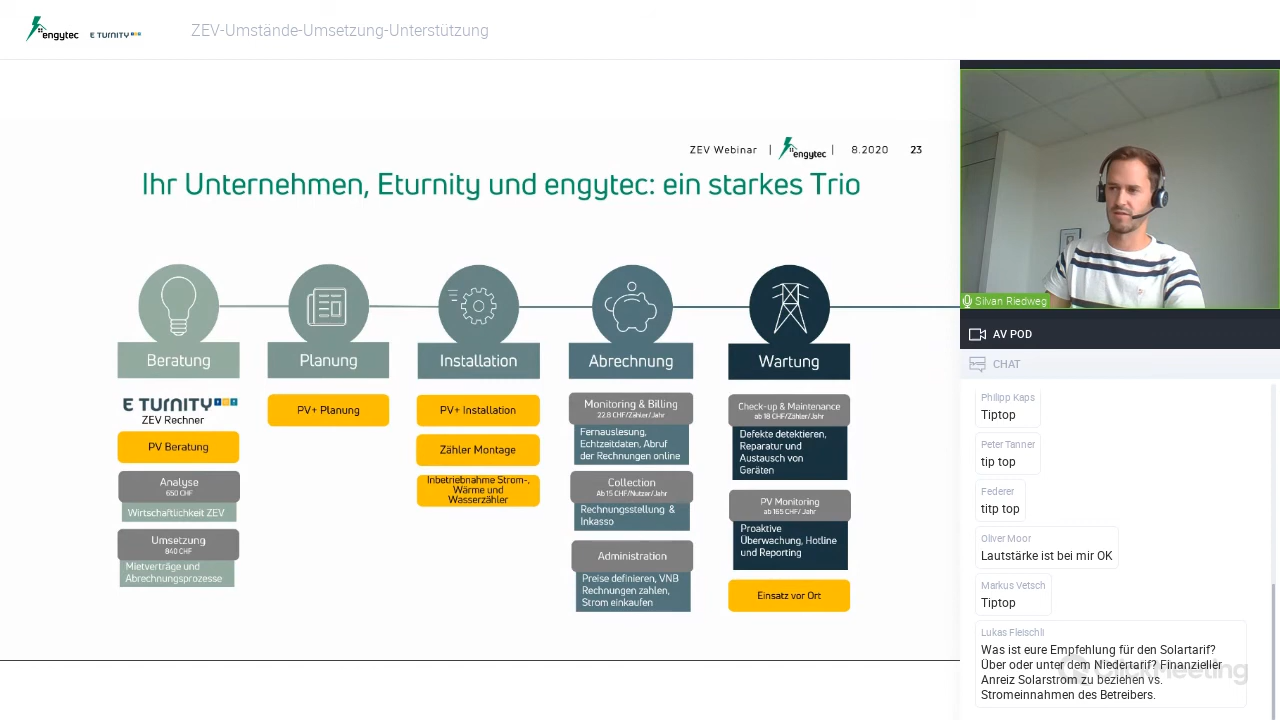 engytec
E TURNITY
ZEV-Umstände-Umsetzung-Unterstützung
ZEV Webinar | engytec | 8.2020 23
Ihr Unternehmen, Eturnity und engytec: ein starkes Trio
Beratung
Planung
Installation
Abrechnung
Wartung
E TURNITY
ZEV Rechner
PV Beratung
Analyse
650 CHF
Wirtschaftlichkeit ZEV
Umsetzung
840 CHF
Mietverträge und
Abrechnungsprozesse
PV+ Planung
PV+ Installation
Zähler Montage
Inbetriebnahme Strom-,
Wärme und
Wasserzähler
Monitoring & Billing
22.8 CHF/Zähler/Jahr
Fernauslesung,
Echtzeitdaten, Abruf
der Rechnungen online
Collection
Ab 15 CHF/Nutzer/Jahr
Rechnungsstellung &
Inkasso
Administration
Preise definieren, VNB
Rechnungen zahlen,
Strom einkaufen
Check-up & Maintenance
ab 18 CHF/Zähler/Jahr
Defekte detektieren,
Reparatur und
Austausch von
Geräten
PV Monitoring
ab 165 CHF/ Jahr
Proaktive
Überwachung, Hotline
und Reporting
Einsatz vor Ort
Silvan Riedweg
AV POD
CHAT
Philipp Kaps
Tiptop
Peter Tanner
tip top
Federer
titp top
Oliver Moor
Lautstärke ist bei mir OK
Markus Vetsch
Tiptop
Lukas Fleischli
Was ist eure Empfehlung für den Solartarif?
Über oder unter dem Niedertarif? Finanzieller
Anreiz Solarstrom zu beziehen vs.
Stromeinnahmen des Betreibers.
ClickMeeting